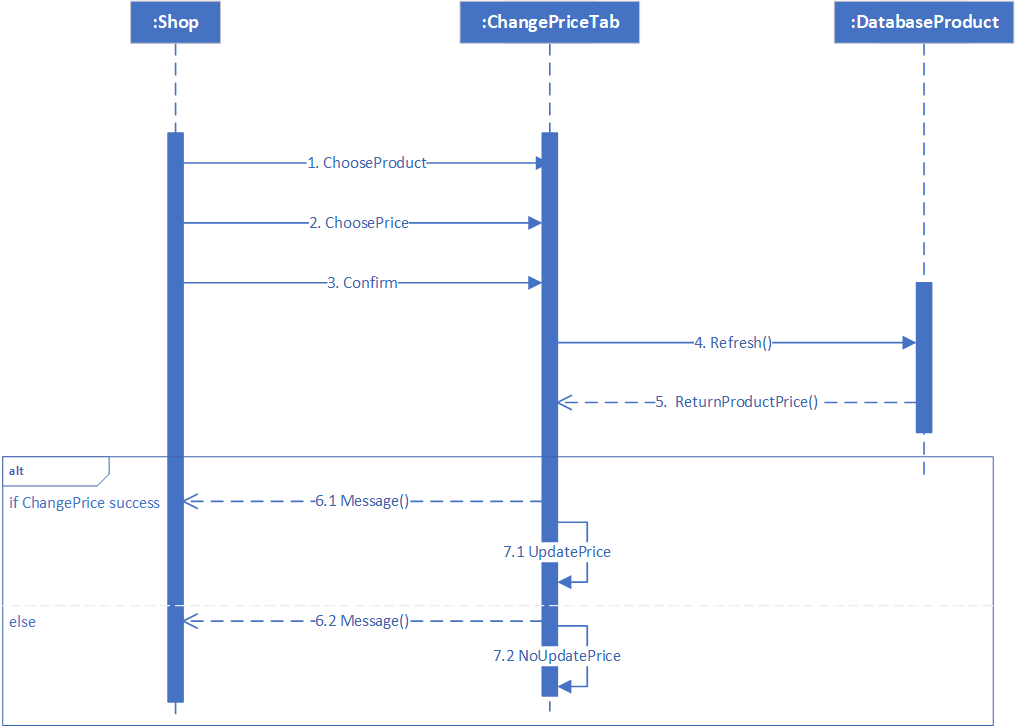 :Shop
:ChangePriceTab
:DatabaseProduct
1. ChooseProduct
2. ChoosePrice
3. Confirm
4. Refresh()
5. ReturnProductPrice()
alt
if ChangePrice success
6.1 Message()
7.1 UpdatePrice
else
6.2 Message()
7.2 NoUpdatePrice